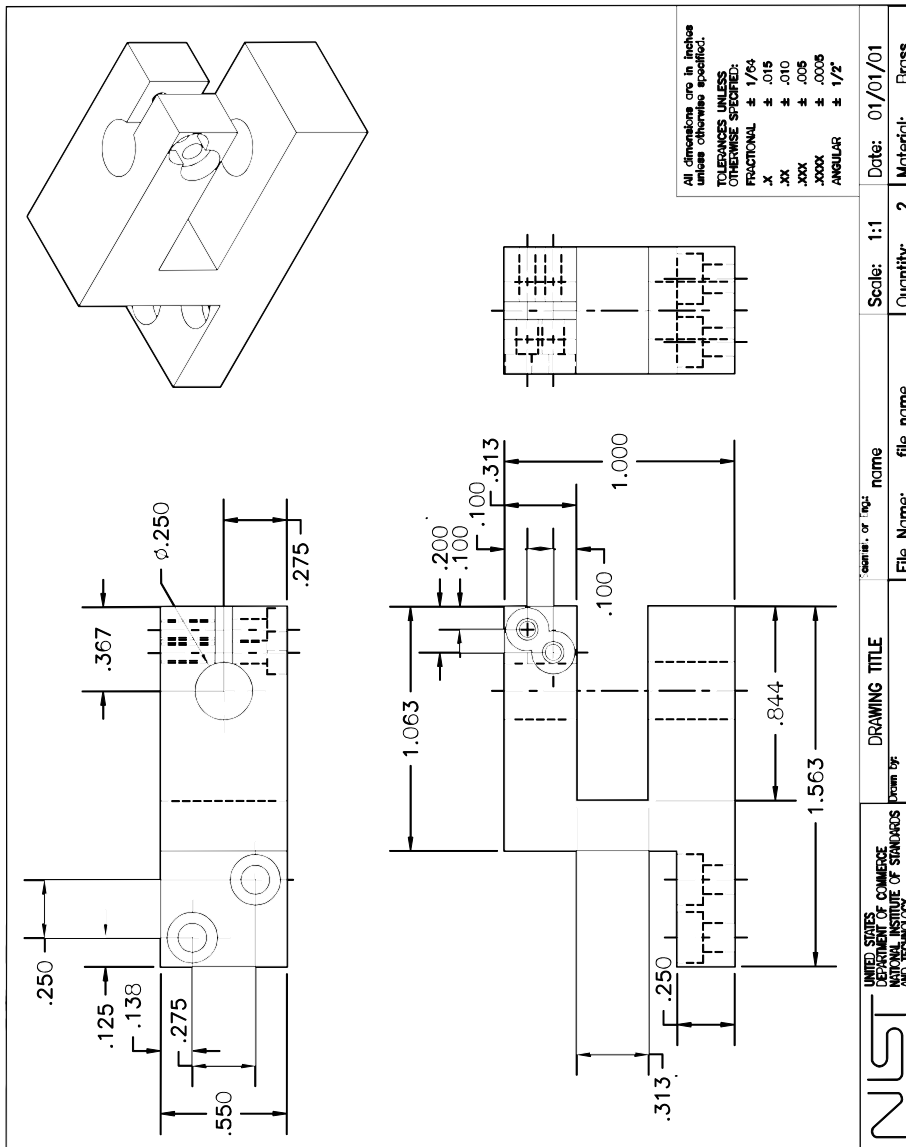 All dimensions are in inches
unless otherwise specified.
TOLERANCES UNLESS
OTHERWISE SPECIFIED:
FRACTIONAL ± 1/64
.X ± .015
.XX ± .010
.XXX ± .005
.XXXX ± .0005
ANGULAR ± 1/2°
.250
.125
.138
.275
.550
.367
⌀.250
.275
1.063
.200
.100
.100
.313
1.000
.100
.844
1.563
.250
.313
NIST
UNITED STATES
DEPARTMENT OF COMMERCE
NATIONAL INSTITUTE OF STANDARDS
AND TECHNOLOGY
DRAWING TITLE
Drawn by:
or Eng.: name
File Name: file name
Scale: 1:1
Quantity: 2
Date: 01/01/01
Material: Brass